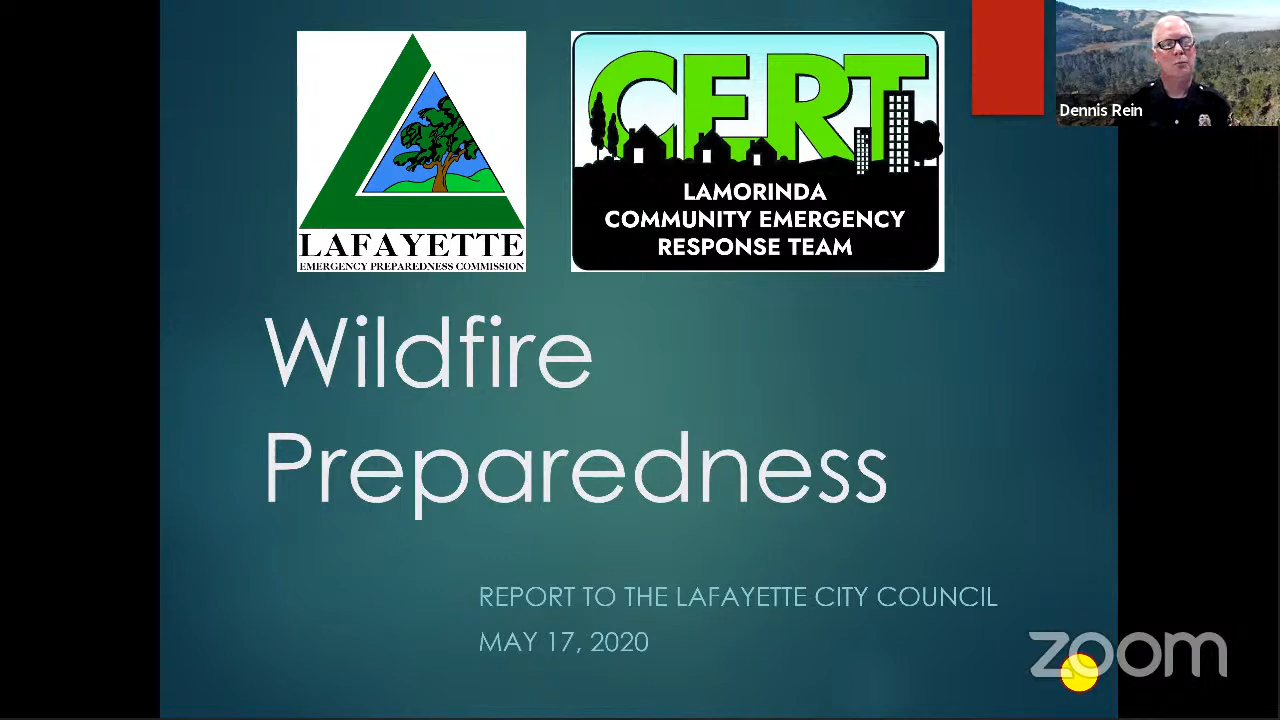 LAFAYETTE
EMERGENCY PREPAREDNESS COMMISSION
CERT
LAMORINDA
COMMUNITY EMERGENCY
RESPONSE TEAM
Dennis Rein
Wildfire
Preparedness
REPORT TO THE LAFAYETTE CITY COUNCIL
MAY 17, 2020
zoom